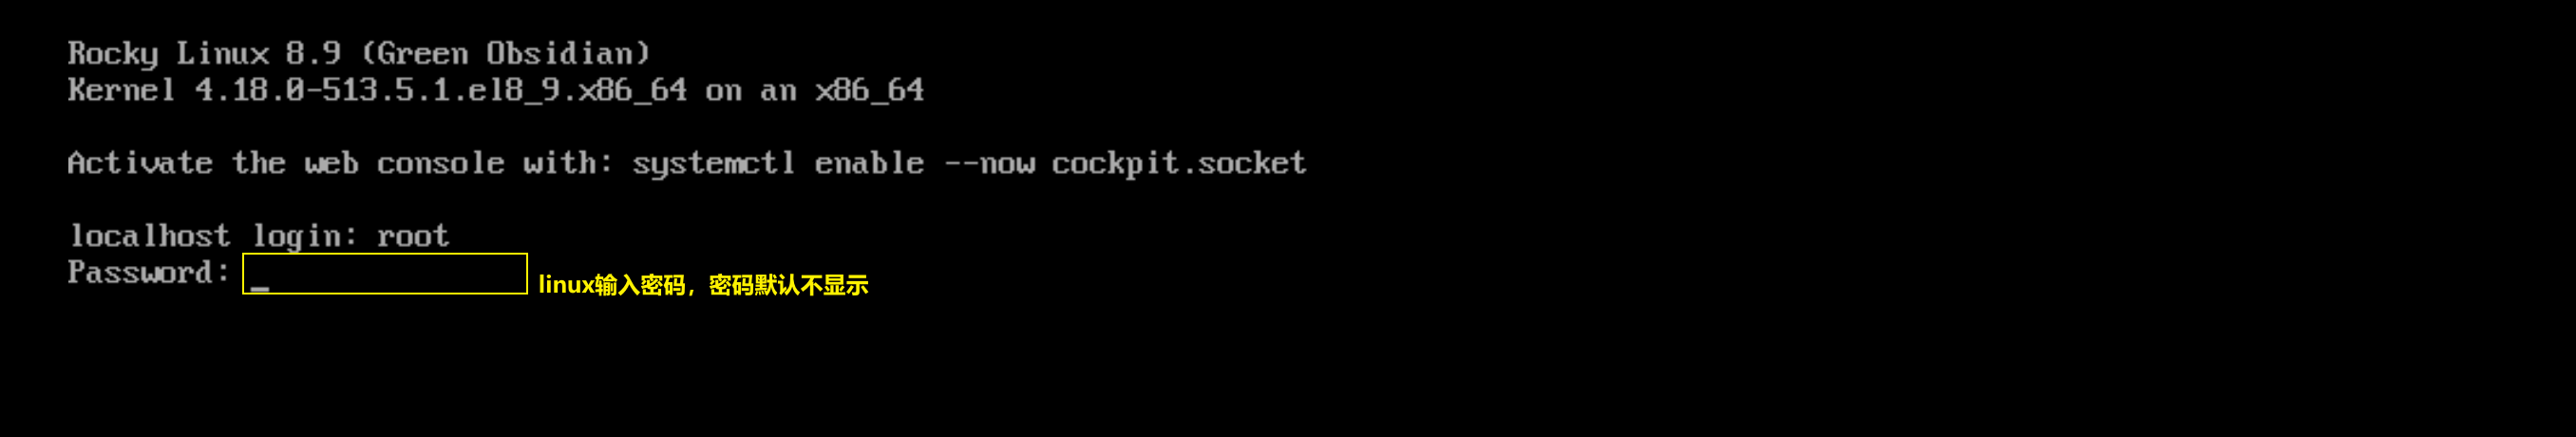 Rocky Linux 8.9 (Green Obsidian)
Kernel 4.18.0-513.5.1.el8_9.x86_64 on an x86_64
Activate the web console with: systemctl enable --now cockpit.socket
localhost login: root
Password:
linux输入密码，密码默认不显示